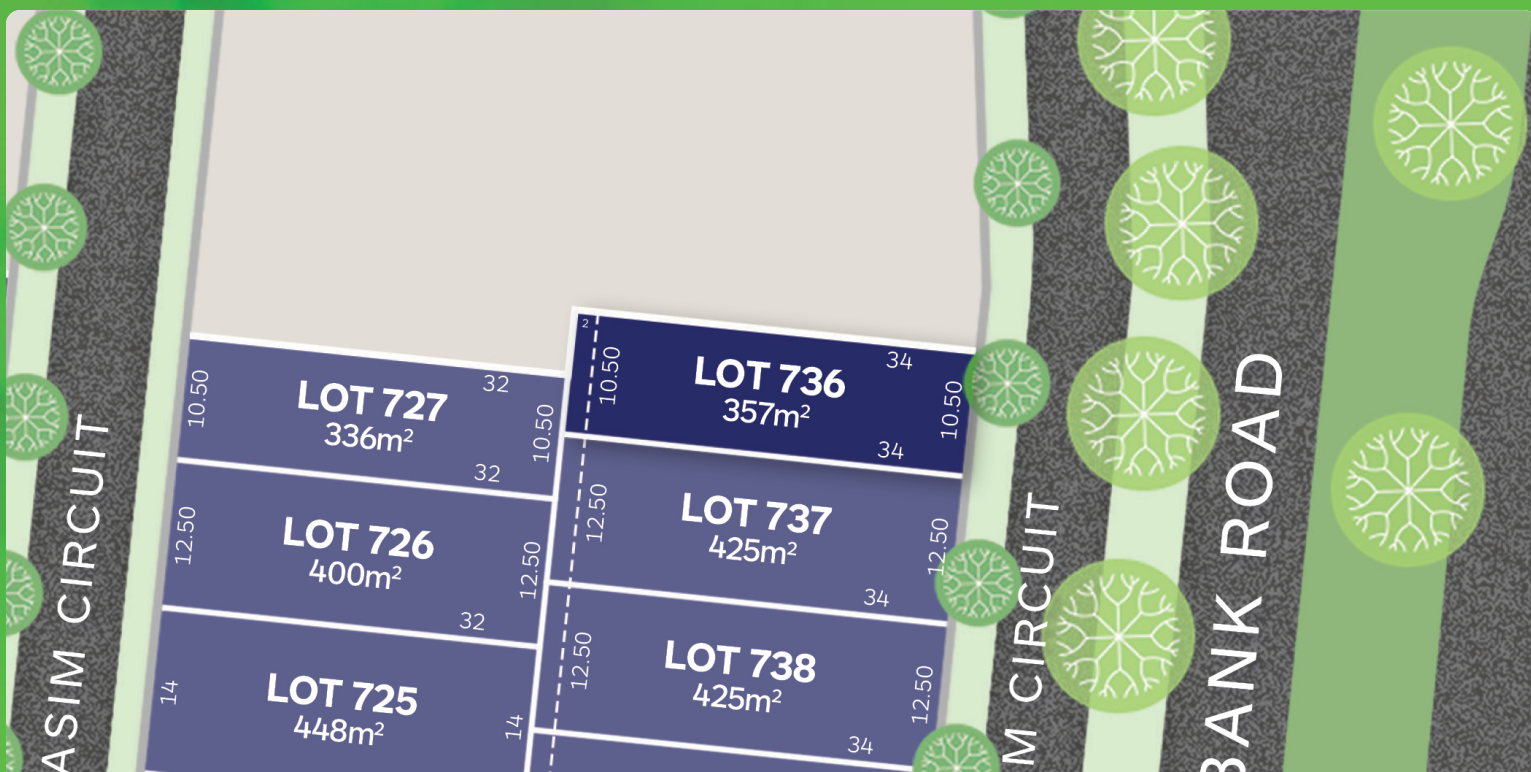 2
34
10.50
LOT 736
357m²
10.50
34
32
10.50
LOT 727
336m²
10.50
32
12.50
LOT 737
425m²
12.50
34
12.50
LOT 726
400m²
12.50
32
12.50
LOT 738
425m²
12.50
34
14
LOT 725
448m²
14
ASIM CIRCUIT
M CIRCUIT
BANK ROAD